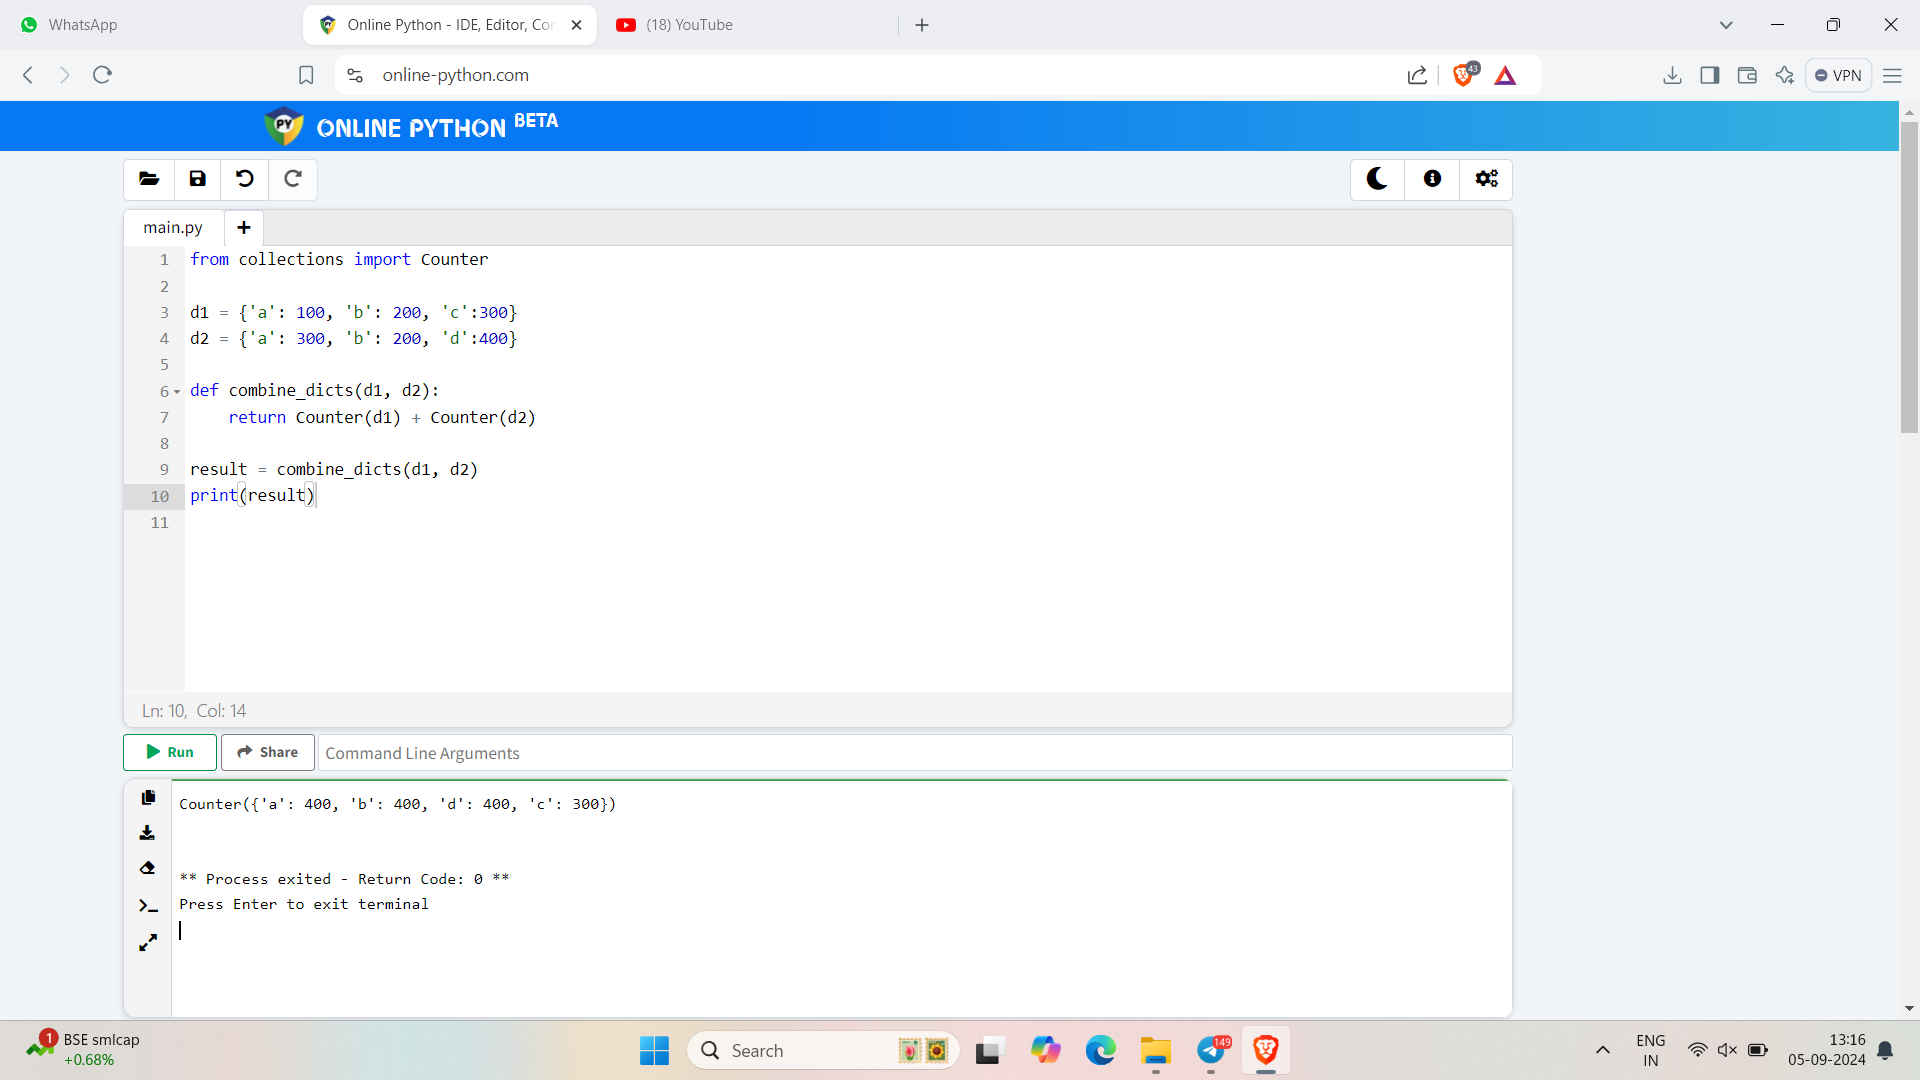 WhatsApp
Online Python - IDE, Editor, Cor
(18) YouTube
online-python.com
43
VPN
PY
ONLINE PYTHON BETA
main.py
1 from collections import Counter
2
3 d1 = {'a': 100, 'b': 200, 'c':300}
4 d2 = {'a': 300, 'b': 200, 'd':400}
5
6 def combine_dicts(d1, d2):
7     return Counter(d1) + Counter(d2)
8
9 result = combine_dicts(d1, d2)
10 print(result)
11
Ln: 10, Col: 14
Run
Share
Command Line Arguments
Counter({'a': 400, 'b': 400, 'd': 400, 'c': 300})
** Process exited - Return Code: 0 **
Press Enter to exit terminal
1
BSE smlcap
+0.68%
Search
149
ENG
IN
13:16
05-09-2024